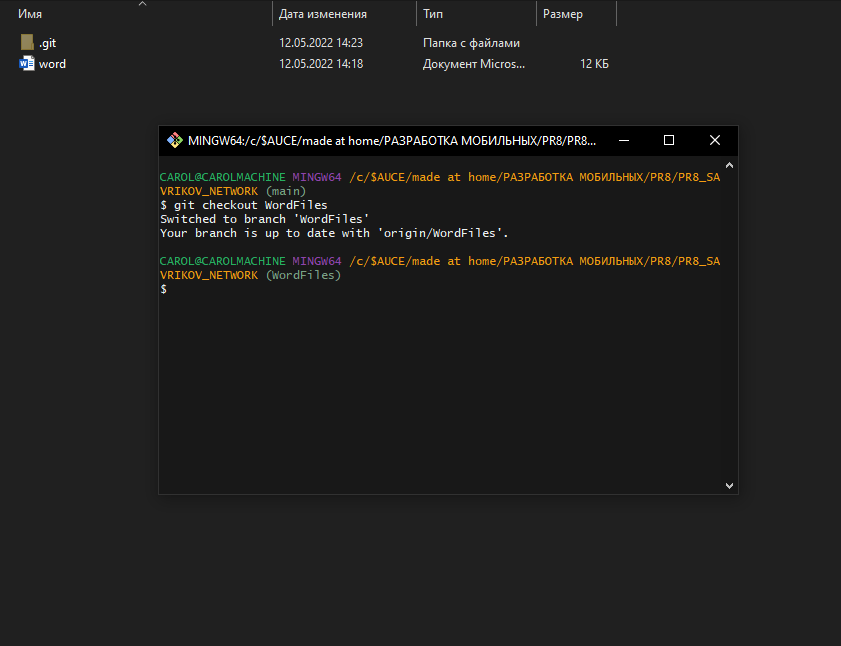 Имя Дата изменения Тип Размер
.git 12.05.2022 14:23 Папка с файлами
word 12.05.2022 14:18 Документ Micros... 12 КБ
MINGW64:/c/$AUCE/made at home/РАЗРАБОТКА МОБИЛЬНЫХ/PR8/PR8...
CAROL@CAROLMACHINE MINGW64 /c/$AUCE/made at home/РАЗРАБОТКА МОБИЛЬНЫХ/PR8/PR8_SA
VRIKOV_NETWORK (main)
$ git checkout WordFiles
Switched to branch 'WordFiles'
Your branch is up to date with 'origin/WordFiles'.
CAROL@CAROLMACHINE MINGW64 /c/$AUCE/made at home/РАЗРАБОТКА МОБИЛЬНЫХ/PR8/PR8_SA
VRIKOV_NETWORK (WordFiles)
$